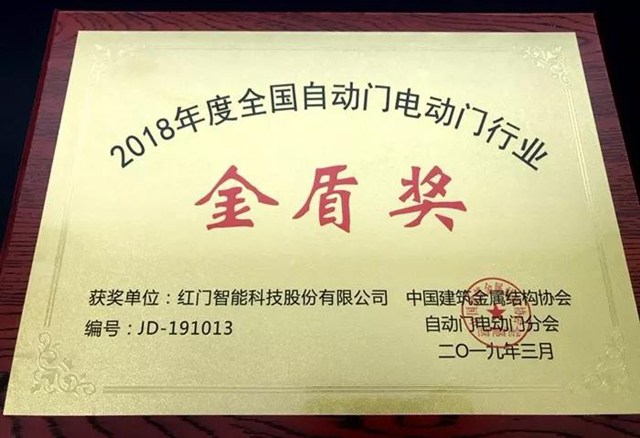 2018年度全国自动门电动门行业
金盾奖
获奖单位：红门智能科技股份有限公司
编号：JD-191013
中国建筑金属结构协会
自动门电动门分会
二〇一九年三月